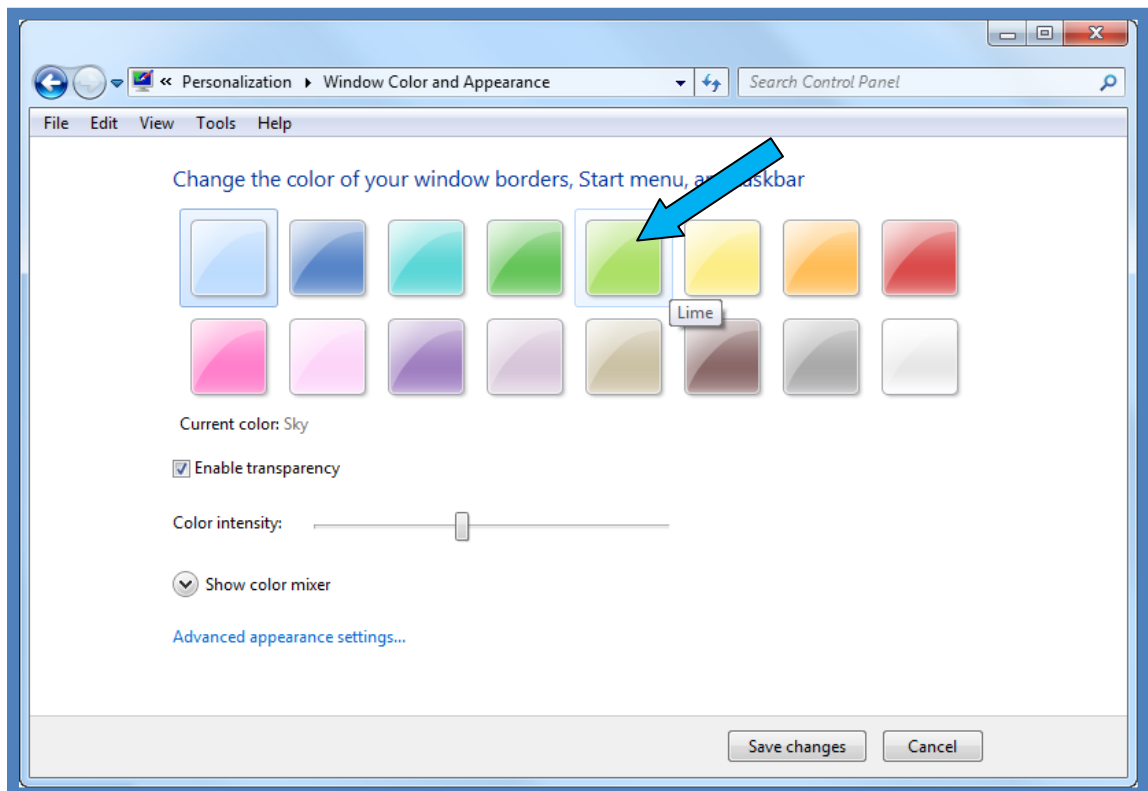 « Personalization ▸ Window Color and Appearance
Search Control Panel
File Edit View Tools Help
Change the color of your window borders, Start menu, an taskbar
Lime
Current color: Sky
Enable transparency
Color intensity:
Show color mixer
Advanced appearance settings...
Save changes Cancel